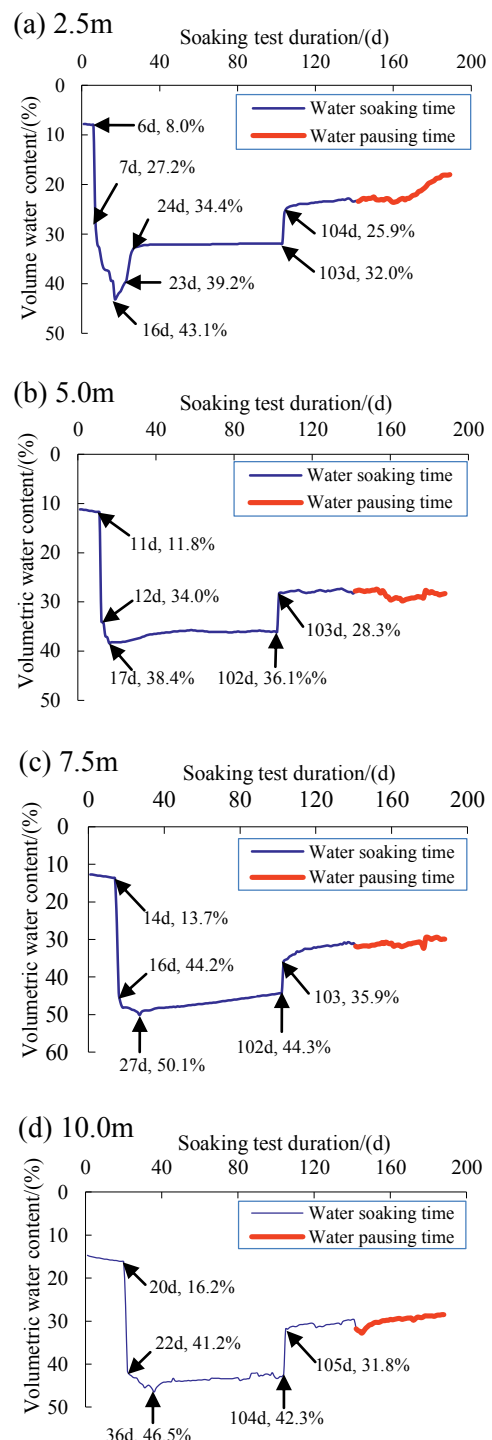 (a) 2.5m
Soaking test duration/(d)
0 40 80 120 160 200
Volume water content/(%)
0
10
20
30
40
50
Water soaking time
Water pausing time
6d, 8.0%
7d, 27.2%
24d, 34.4%
23d, 39.2%
16d, 43.1%
104d, 25.9%
103d, 32.0%
(b) 5.0m
Soaking test duration/(d)
0 40 80 120 160 200
Volumetric water content/(%)
0
10
20
30
40
50
Water soaking time
Water pausing time
11d, 11.8%
12d, 34.0%
17d, 38.4%
103d, 28.3%
102d, 36.1%%
(c) 7.5m
Soaking test duration/(d)
0 40 80 120 160 200
Volumetric water content/(%)
0
10
20
30
40
50
60
Water soaking time
Water pausing time
14d, 13.7%
16d, 44.2%
27d, 50.1%
103, 35.9%
102d, 44.3%
(d) 10.0m
Soaking test duration/(d)
0 40 80 120 160 200
Volumetric water content/(%)
0
10
20
30
40
50
Water soaking time
Water pausing time
20d, 16.2%
22d, 41.2%
36d, 46.5%
105d, 31.8%
104d, 42.3%